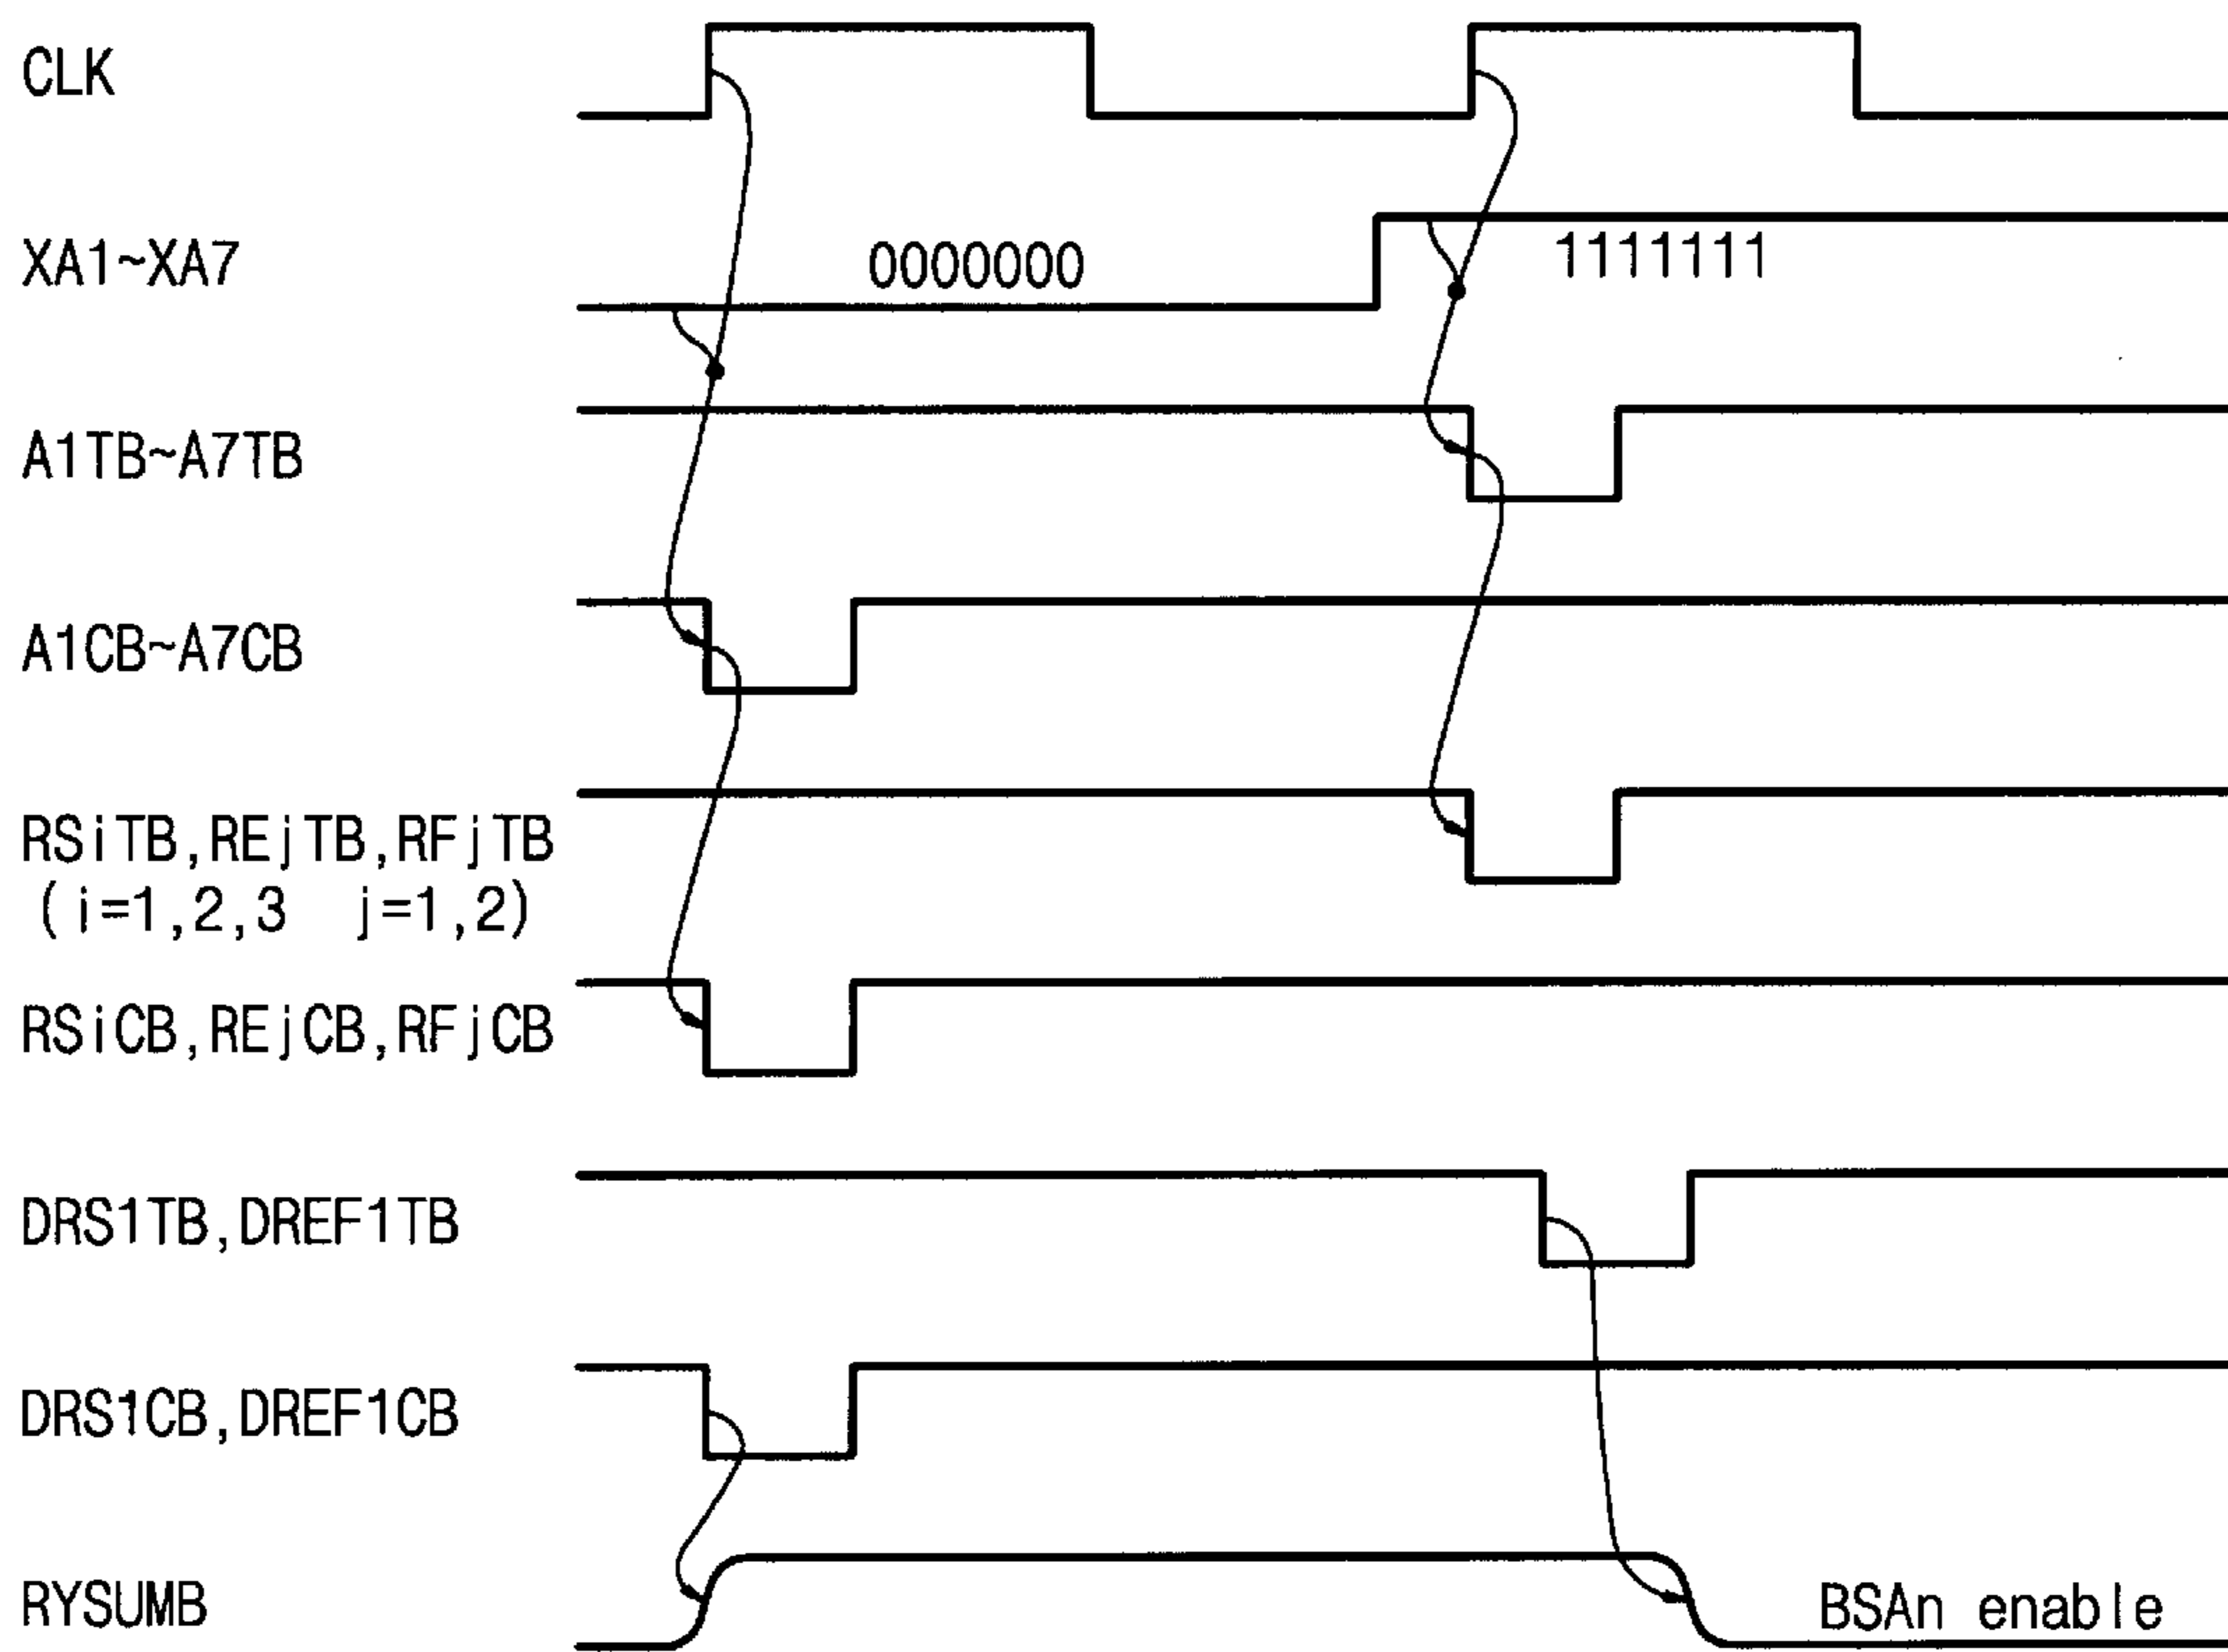 CLK
XA1~XA7
0000000
1111111
A1TB~A7TB
A1CB~A7CB
RSiTB,REjTB,RFjTB
(i=1,2,3 j=1,2)
RSiCB,REjCB,RFjCB
DRS1TB,DREF1TB
DRS1CB,DREF1CB
RYSUMB
BSAn enable